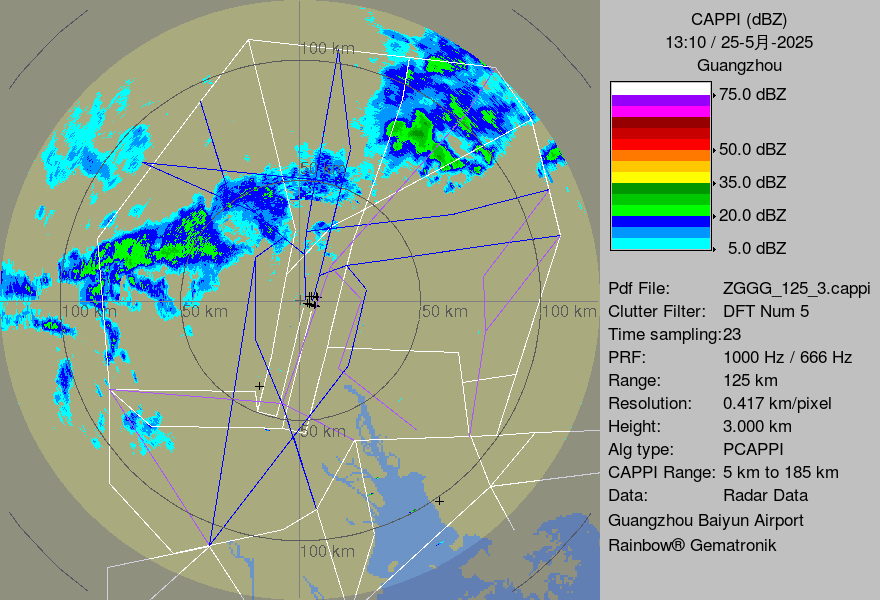 CAPPI (dBZ)
13:10 / 25-5月-2025
Guangzhou
75.0 dBZ
50.0 dBZ
35.0 dBZ
20.0 dBZ
5.0 dBZ
Pdf File: ZGGG_125_3.cappi
Clutter Filter: DFT Num 5
Time sampling:23
PRF: 1000 Hz / 666 Hz
Range: 125 km
Resolution: 0.417 km/pixel
Height: 3.000 km
Alg type: PCAPPI
CAPPI Range: 5 km to 185 km
Data: Radar Data
Guangzhou Baiyun Airport
Rainbow® Gematronik
100 km
50 km
100 km
50 km
50 km
100 km
50 km
100 km